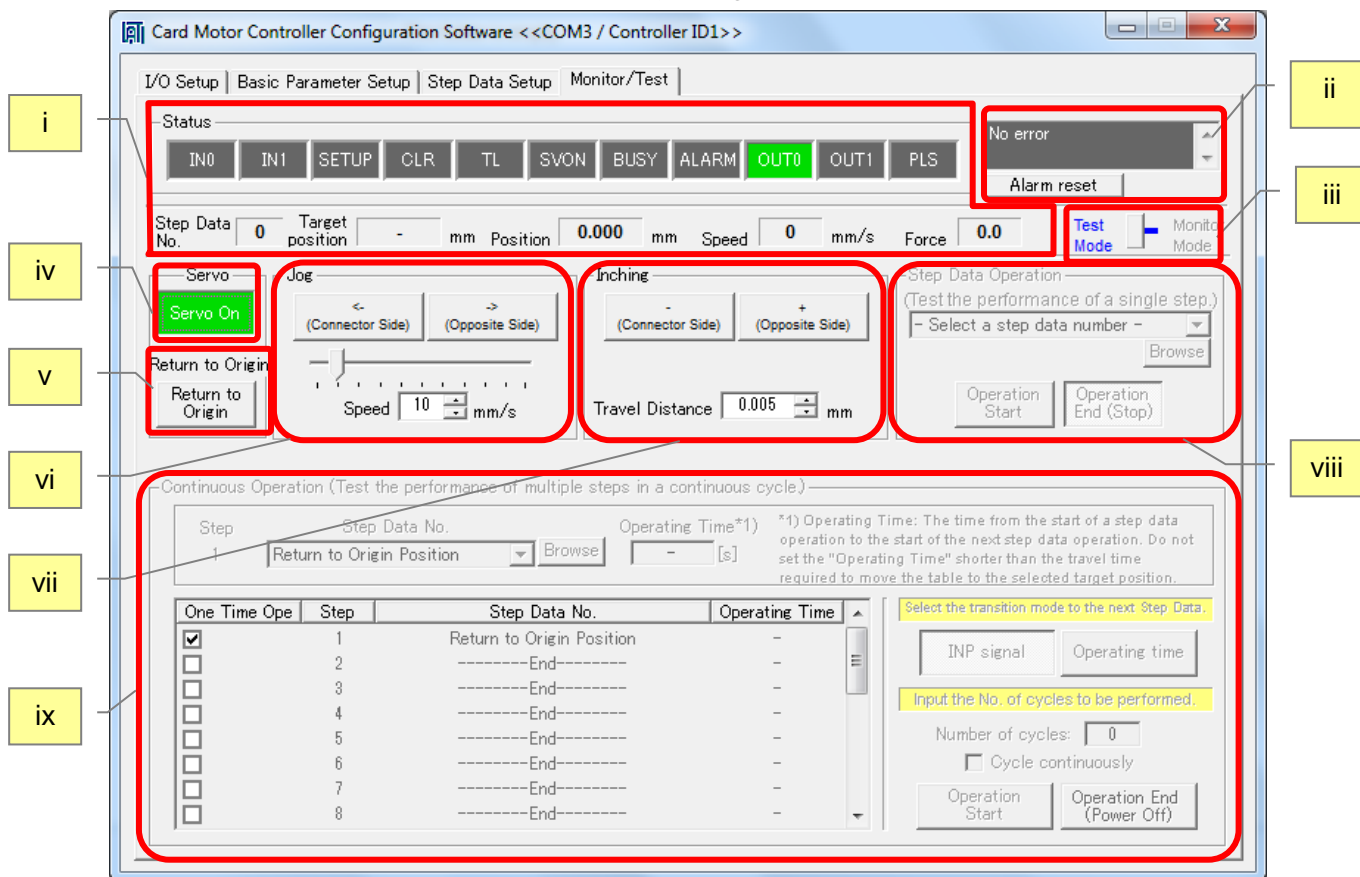 Card Motor Controller Configuration Software <<COM3 / Controller ID1>>
I/O Setup Basic Parameter Setup Step Data Setup Monitor/Test
i
ii
iii
iv
v
vi
vii
viii
ix
Status
IN0 IN1 SETUP CLR TL SVON BUSY ALARM OUT0 OUT1 PLS
No error
Alarm reset
Step Data No. 0 Target position - mm Position 0.000 mm Speed 0 mm/s Force 0.0
Test Mode
Monito Mode
Servo
Servo On
Return to Origin
Return to Origin
Jog
<- (Connector Side)
-> (Opposite Side)
Speed 10 mm/s
Inching
- (Connector Side)
+ (Opposite Side)
Travel Distance 0.005 mm
Step Data Operation
(Test the performance of a single step.)
- Select a step data number -
Browse
Operation Start
Operation End (Stop)
Continuous Operation (Test the performance of multiple steps in a continuous cycle.)
Step Step Data No. Operating Time*1)
1 Return to Origin Position Browse - [s]
*1) Operating Time: The time from the start of a step data
operation to the start of the next step data operation. Do not
set the "Operating Time" shorter than the travel time
required to move the table to the selected target position.
One Time Ope Step Step Data No. Operating Time
1 Return to Origin Position -
2 --------End-------- -
3 --------End-------- -
4 --------End-------- -
5 --------End-------- -
6 --------End-------- -
7 --------End-------- -
8 --------End-------- -
Select the transition mode to the next Step Data.
INP signal Operating time
Input the No. of cycles to be performed.
Number of cycles: 0
Cycle continuously
Operation Start
Operation End (Power Off)